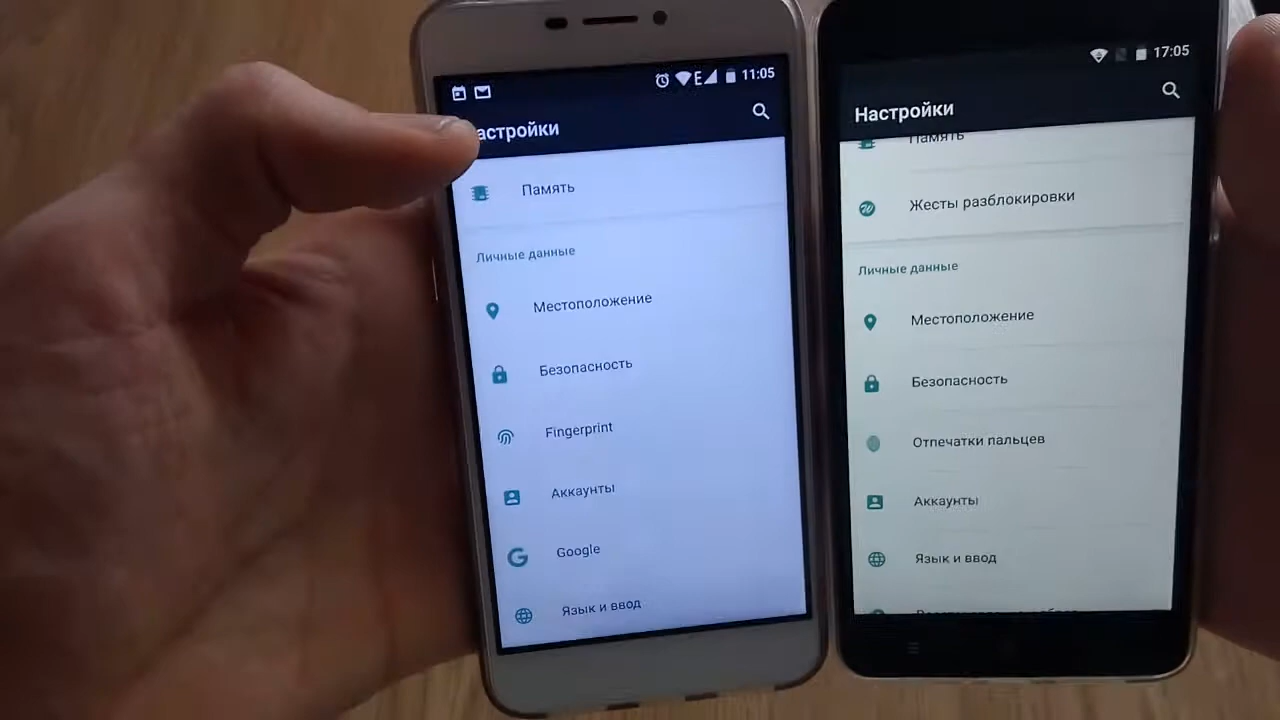 E 11:05
астройки
Память
Личные данные
Местоположение
Безопасность
Fingerprint
Аккаунты
Google
Язык и ввод
17:05
Настройки
Память
Жесты разблокировки
Личные данные
Местоположение
Безопасность
Отпечатки пальцев
Аккаунты
Язык и ввод